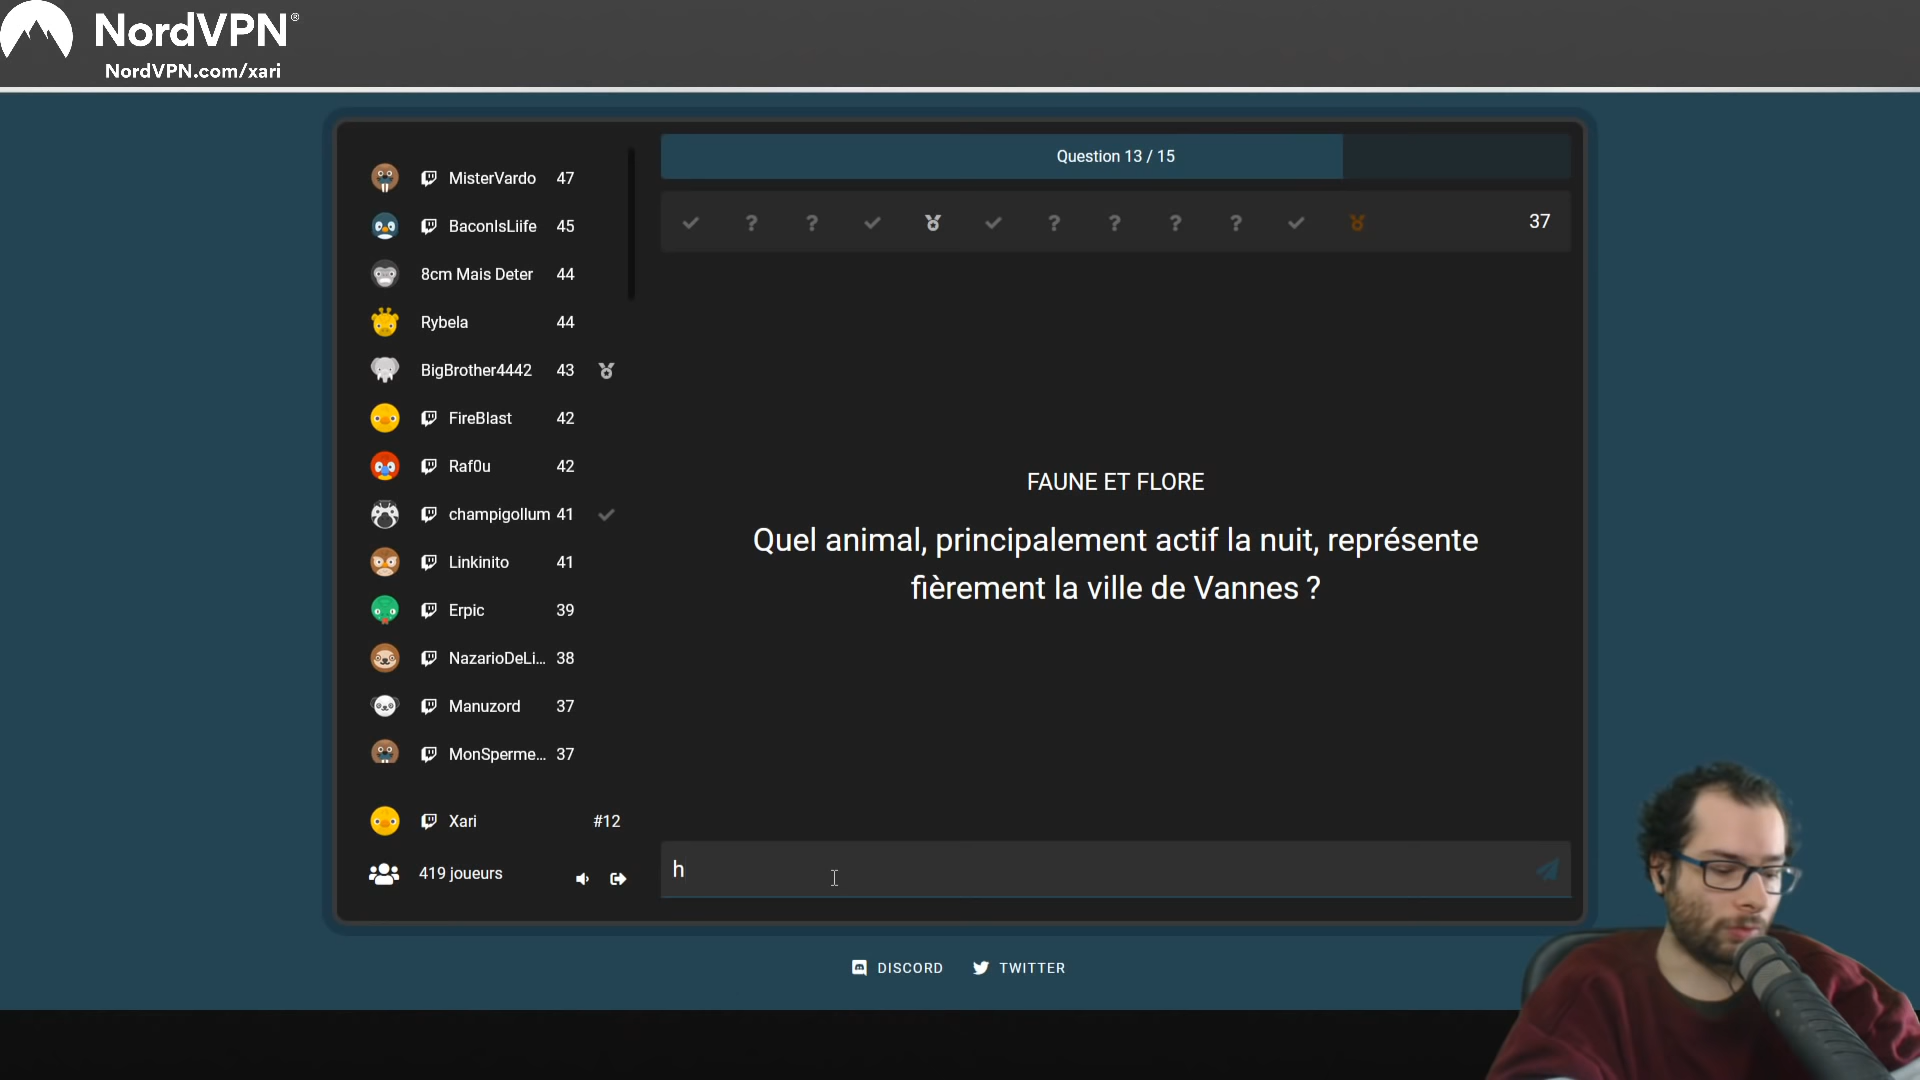 NordVPN®
NordVPN.com/xari
MisterVardo 47
BaconIsLiife 45
8cm Mais Deter 44
Rybela 44
BigBrother4442 43
FireBlast 42
Raf0u 42
champigollum 41
Linkinito 41
Erpic 39
NazarioDeLi... 38
Manuzord 37
MonSperme... 37
Xari #12
419 joueurs
Question 13 / 15
? ? ? ? ? ? 37
FAUNE ET FLORE
Quel animal, principalement actif la nuit, représente
fièrement la ville de Vannes ?
h
DISCORD TWITTER